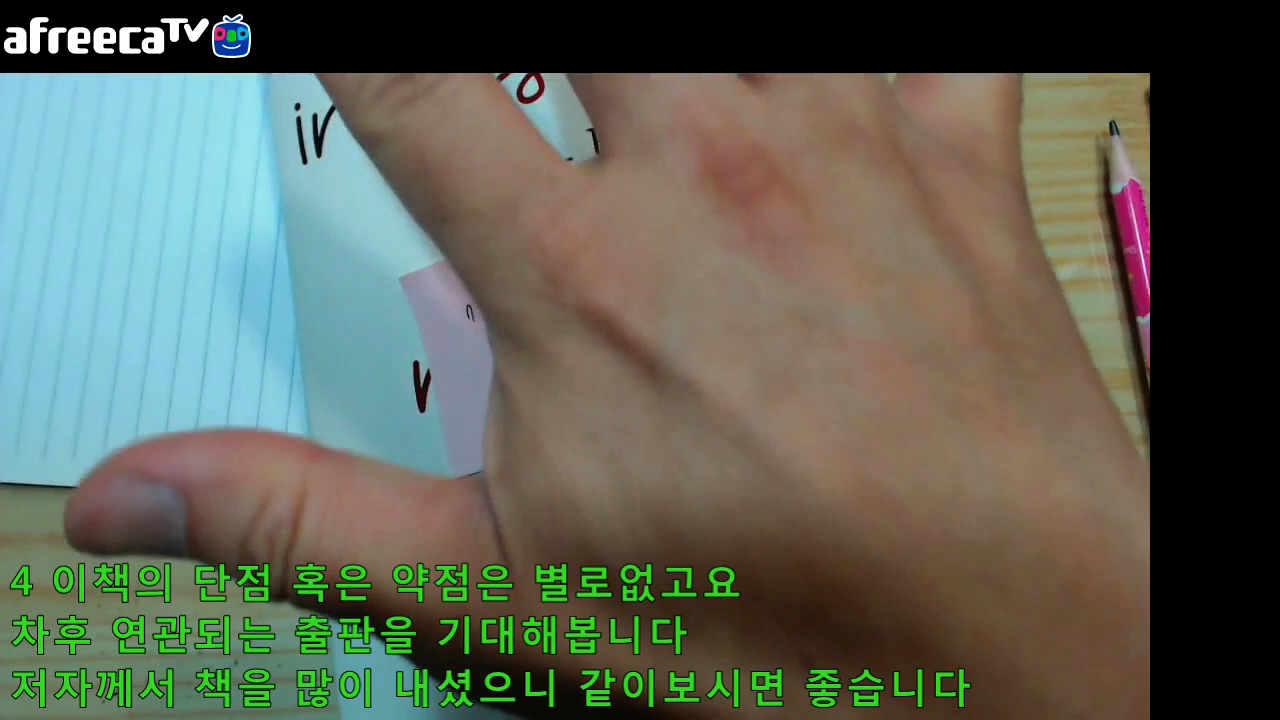 afreecaTV
in
4 이책의 단점 혹은 약점은 별로없고요
차후 연관되는 출판을 기대해봅니다
저자께서 책을 많이 내셨으니 같이보시면 좋습니다